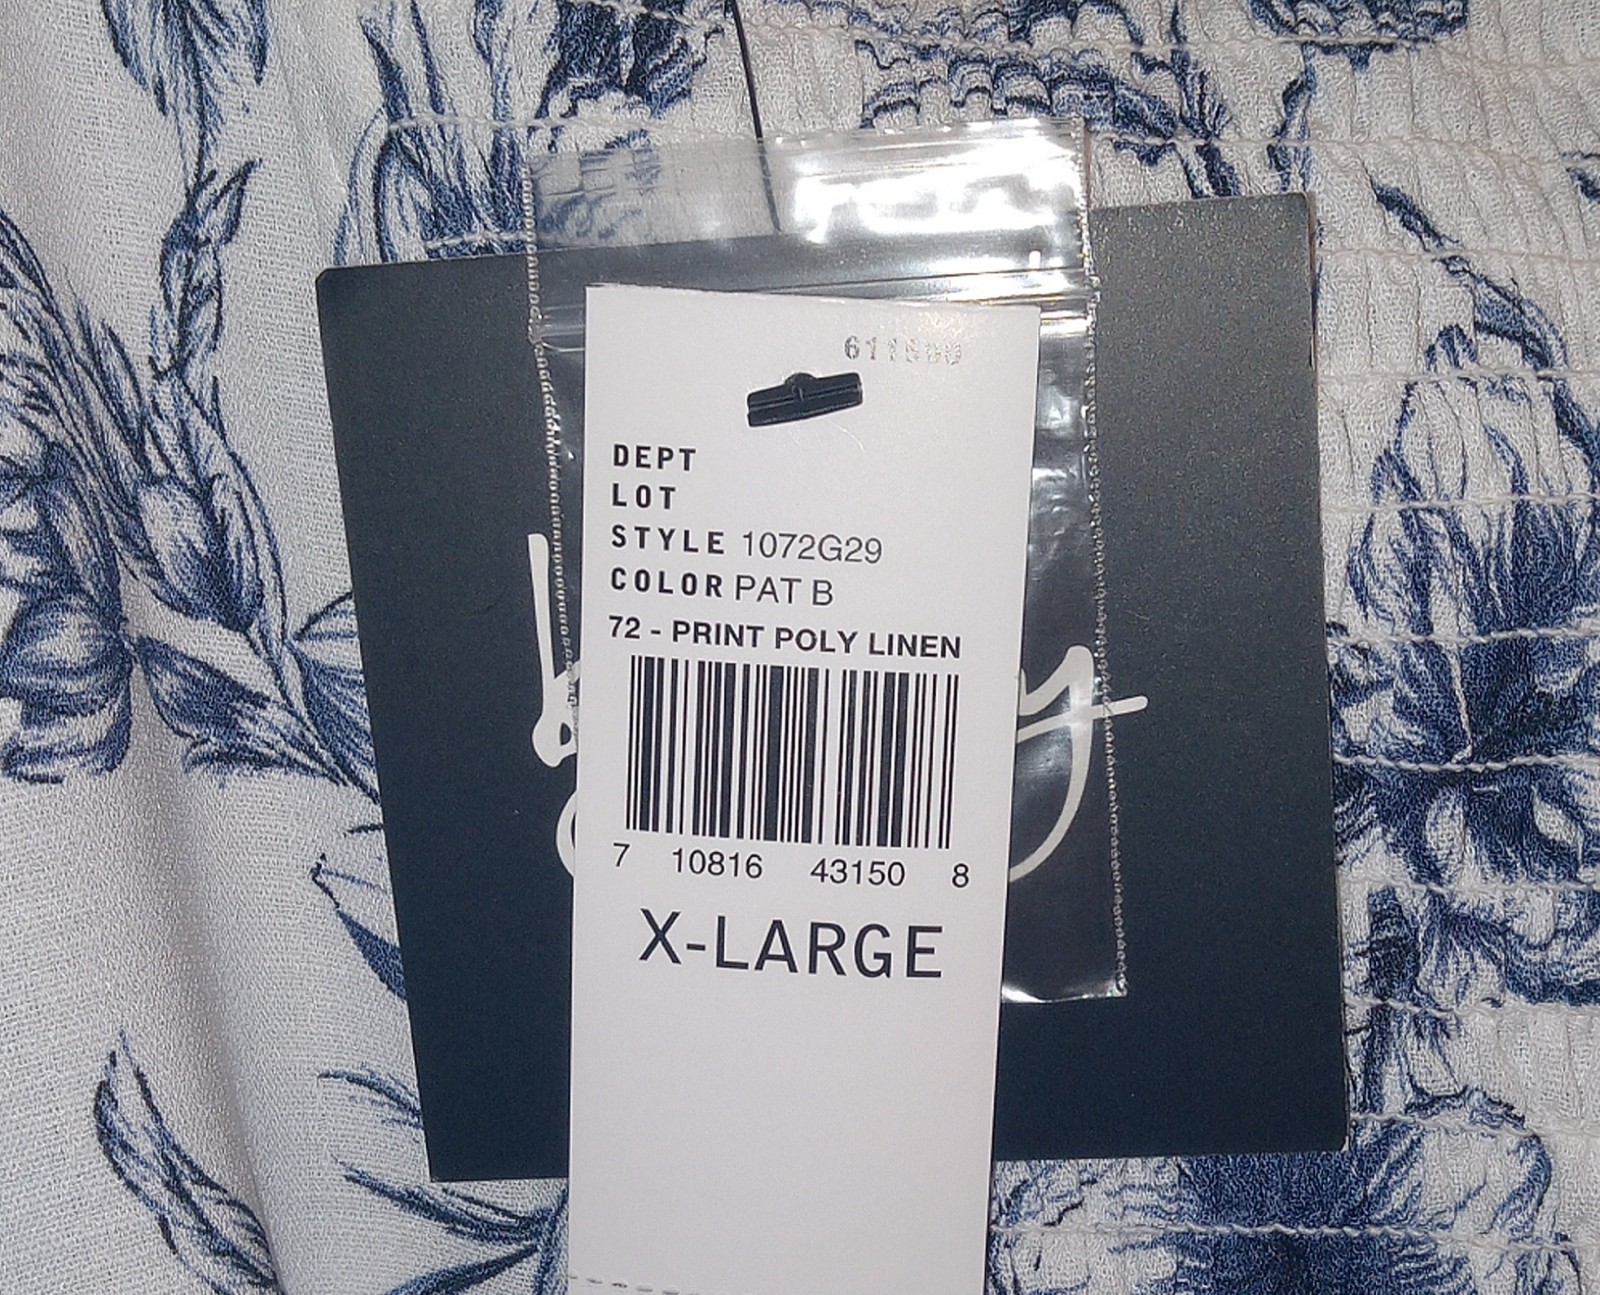 DEPT
LOT
STYLE 1072G29
COLOR PAT B
72 - PRINT POLY LINEN
7 10816 43150 8
X-LARGE